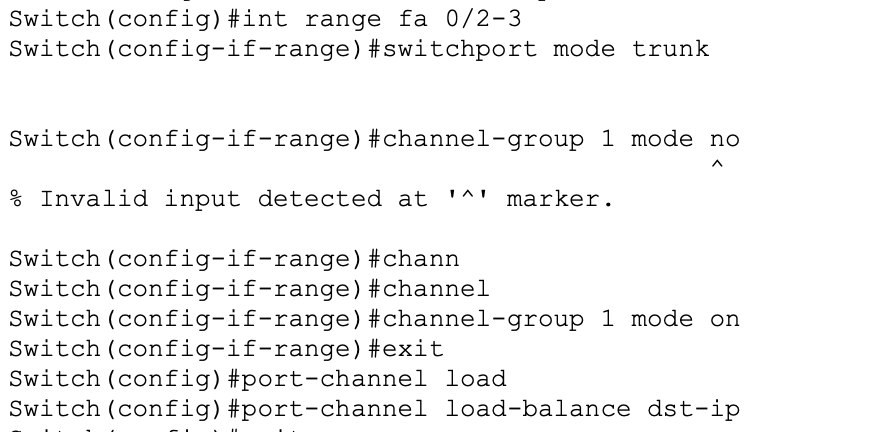 Switch(config)#int range fa 0/2-3
Switch(config-if-range)#switchport mode trunk
Switch(config-if-range)#channel-group 1 mode no
^
% Invalid input detected at '^' marker.
Switch(config-if-range)#chann
Switch(config-if-range)#channel
Switch(config-if-range)#channel-group 1 mode on
Switch(config-if-range)#exit
Switch(config)#port-channel load
Switch(config)#port-channel load-balance dst-ip